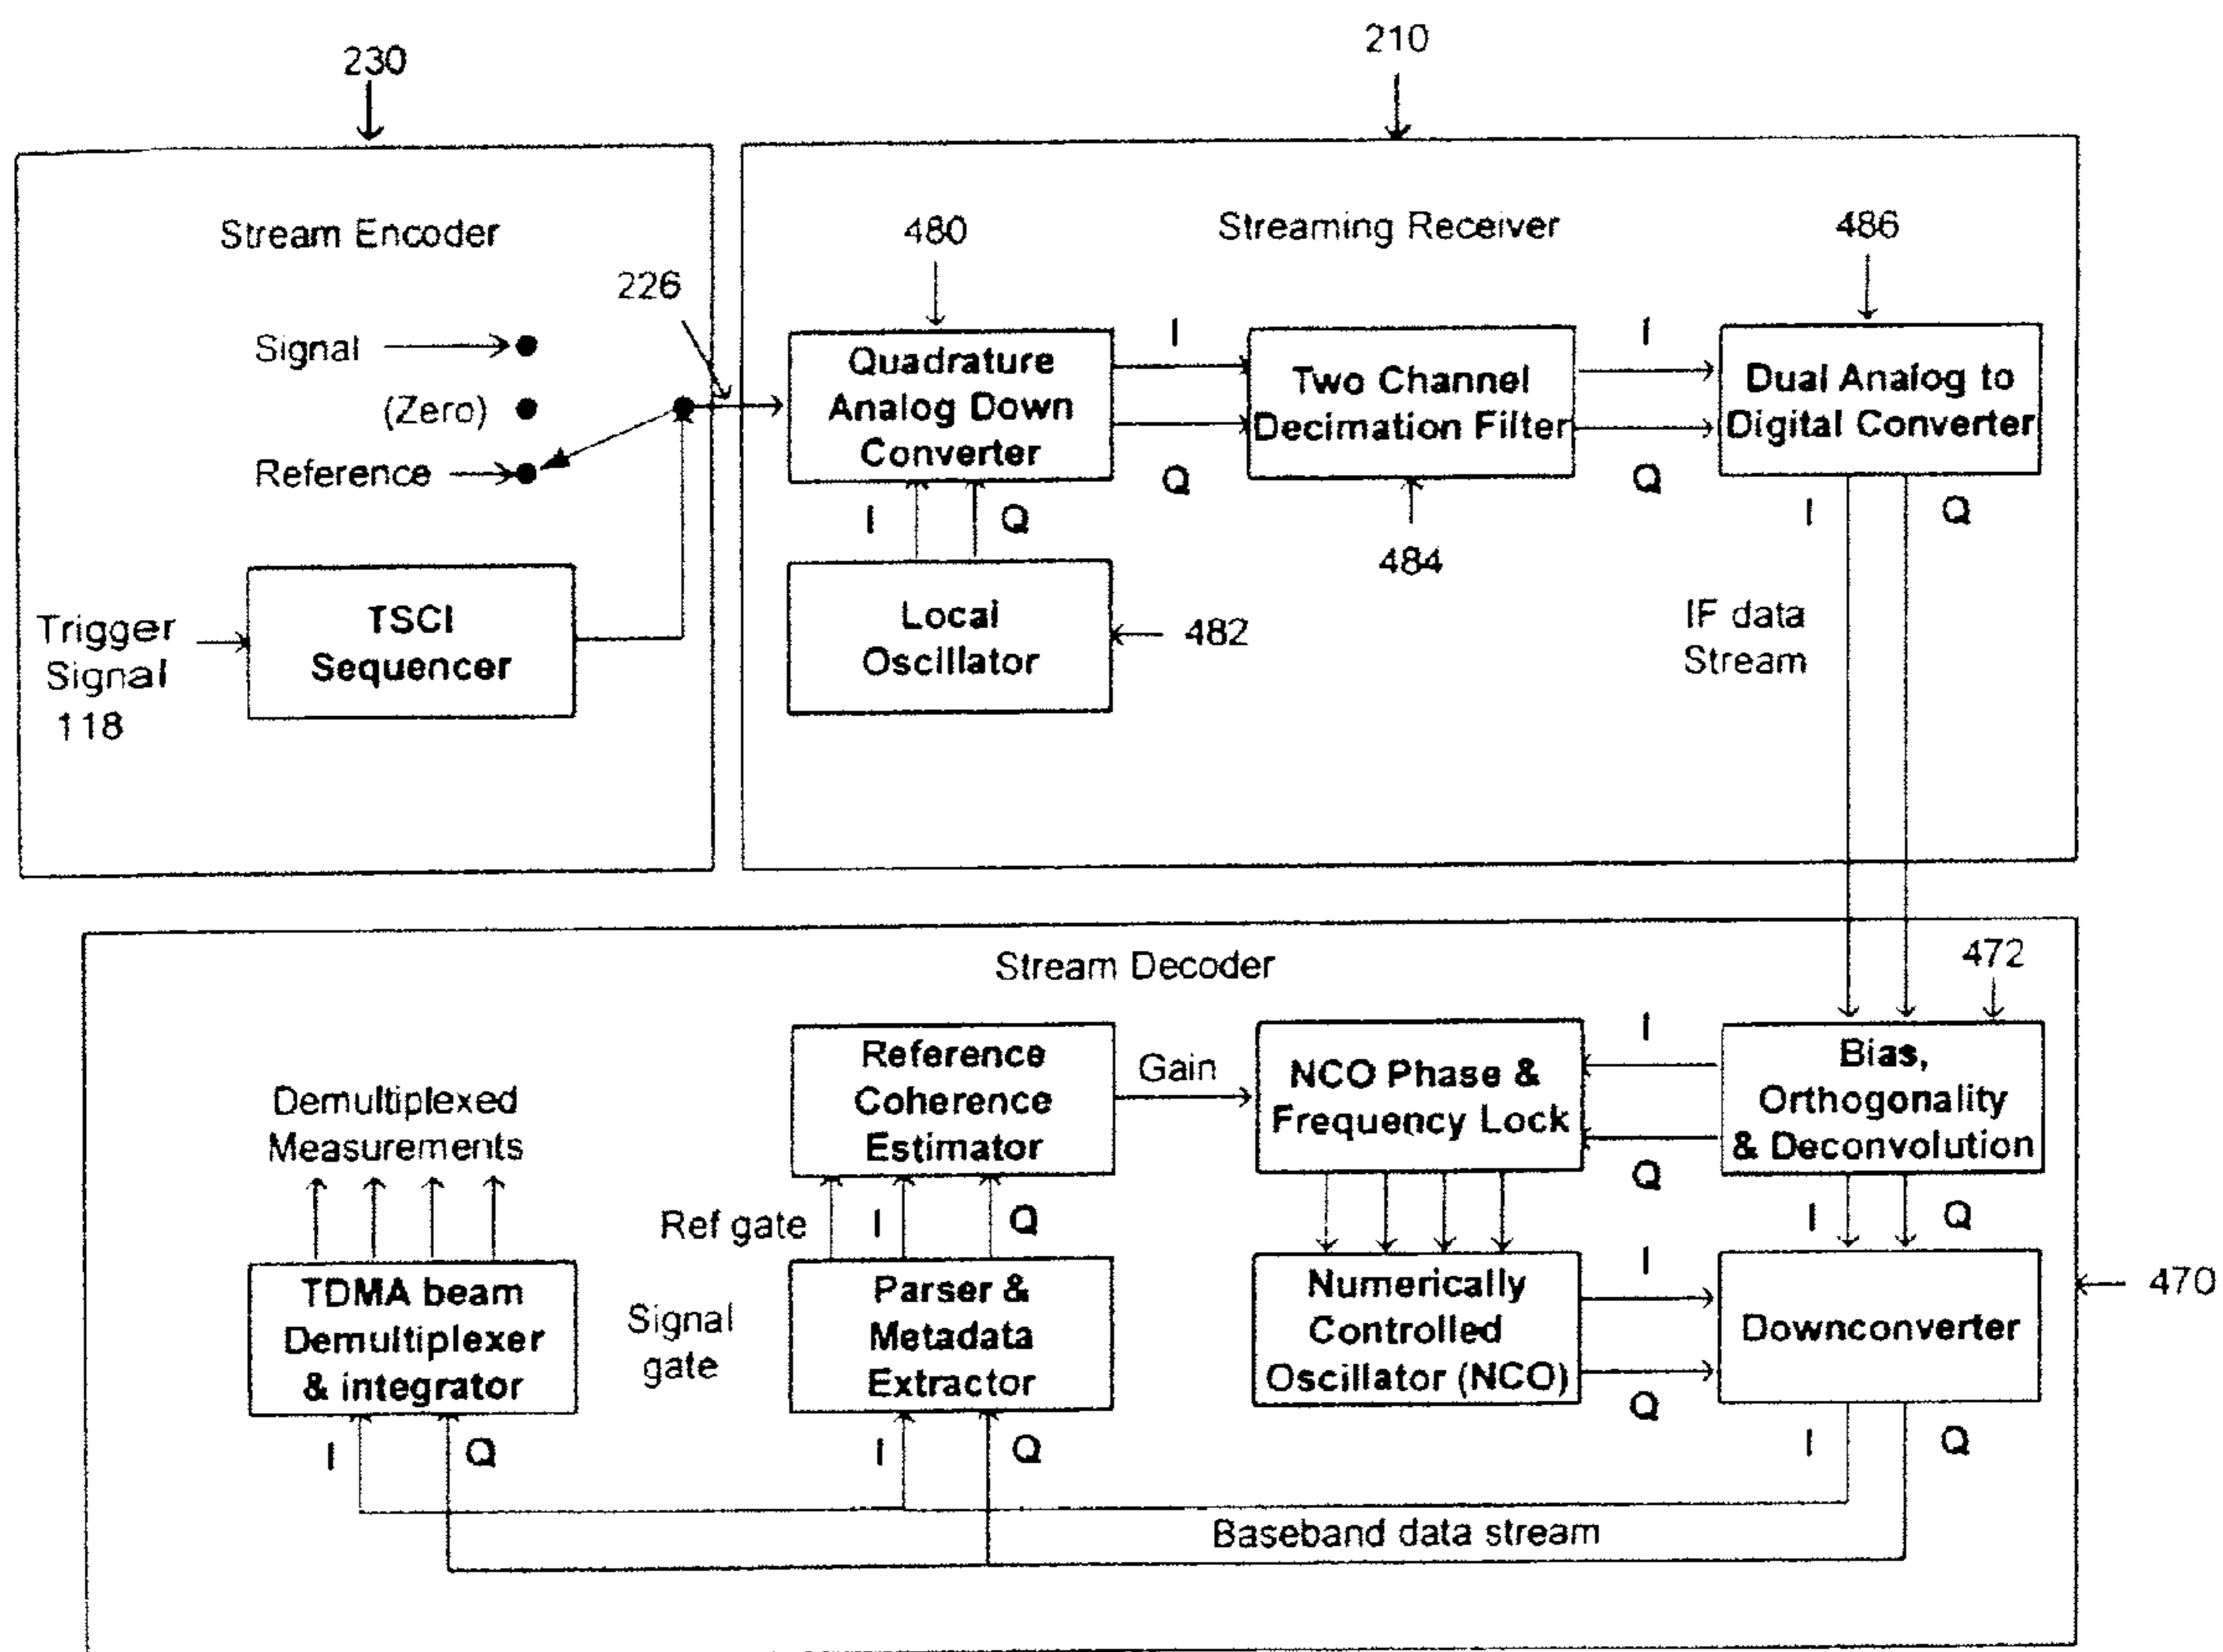 230
210
Stream Encoder
Streaming Receiver
480
486
226
Signal
(Zero)
Reference
Quadrature
Analog Down
Converter
I
Q
Two Channel
Decimation Filter
I
Q
Dual Analog to
Digital Converter
I
Q
I
Q
484
Trigger
Signal
118
TSCI
Sequencer
Local
Oscillator
482
IF data
Stream
Stream Decoder
472
Demultiplexed
Measurements
Reference
Coherence
Estimator
Gain
NCO Phase &
Frequency Lock
I
Q
Bias,
Orthogonality
& Deconvolution
Ref gate
I
Q
I
Q
TDMA beam
Demultiplexer
& integrator
Signal
gate
Parser &
Metadata
Extractor
Numerically
Controlled
Oscillator (NCO)
I
Q
Downconverter
470
I
Q
I
Q
I
Q
Baseband data stream